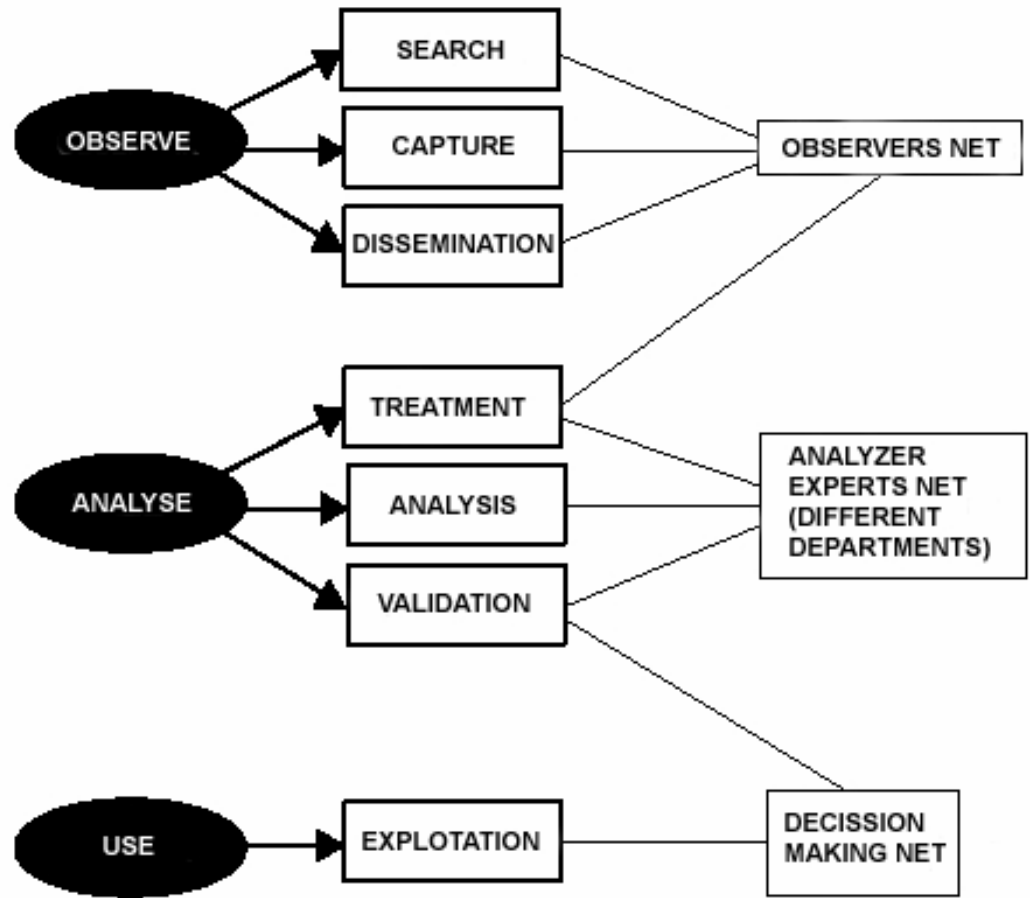 SEARCH
OBSERVE
CAPTURE
OBSERVERS NET
DISSEMINATION
TREATMENT
ANALYSE
ANALYSIS
ANALYZER
EXPERTS NET
(DIFFERENT
DEPARTMENTS)
VALIDATION
USE
EXPLOTATION
DECISSION
MAKING NET